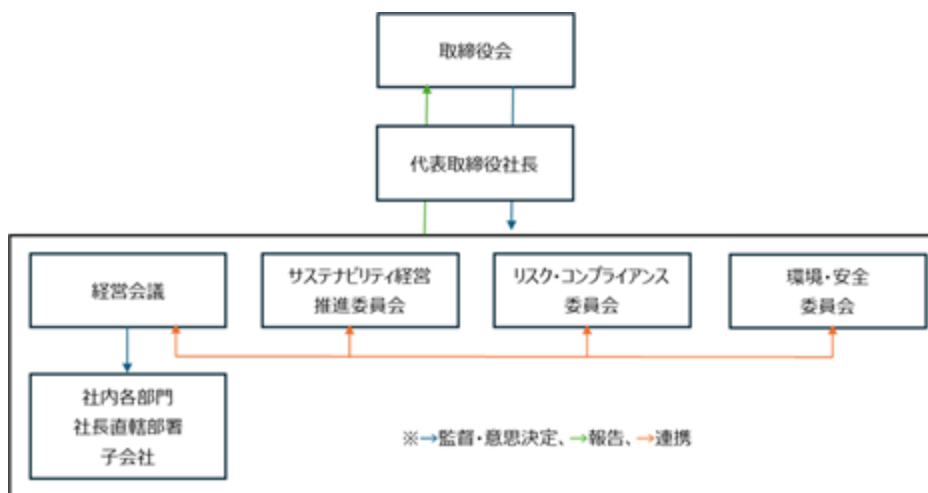 取締役会
代表取締役社長
経営会議
サステナビリティ経営
推進委員会
リスク・コンプライアンス
委員会
環境・安全
委員会
社内各部門
社長直轄部署
子会社
※→監督・意思決定、→報告、→連携